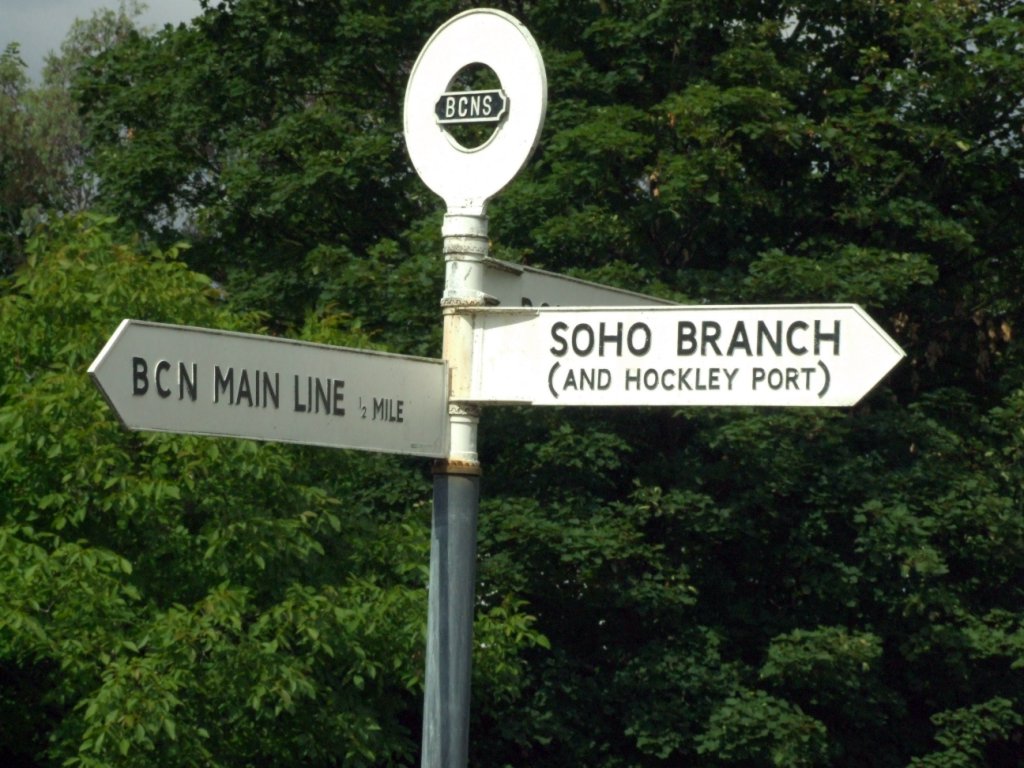 BCNS
SOHO BRANCH
(AND HOCKLEY PORT)
BCN MAIN LINE ½ MILE